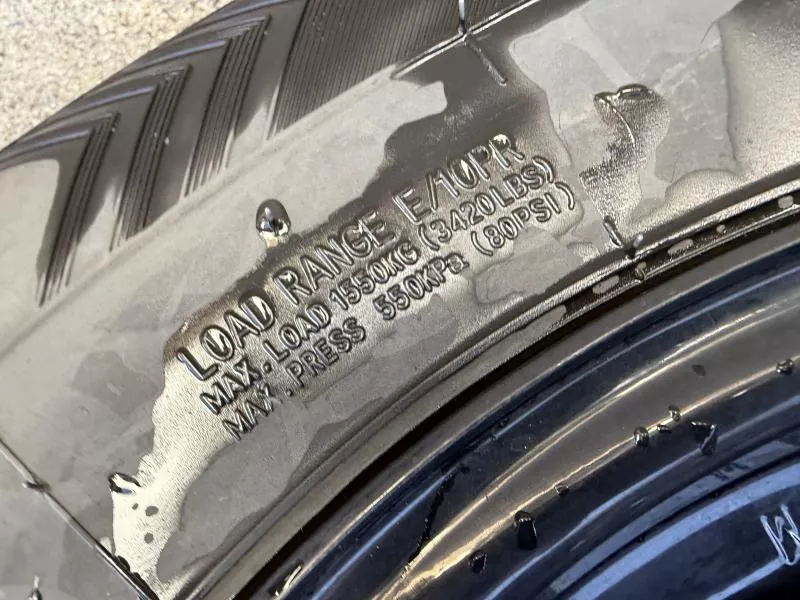 LOAD RANGE E/10PR
MAX. LOAD 1550KG (3420LBS)
MAX. PRESS 550KPa (80PSI)